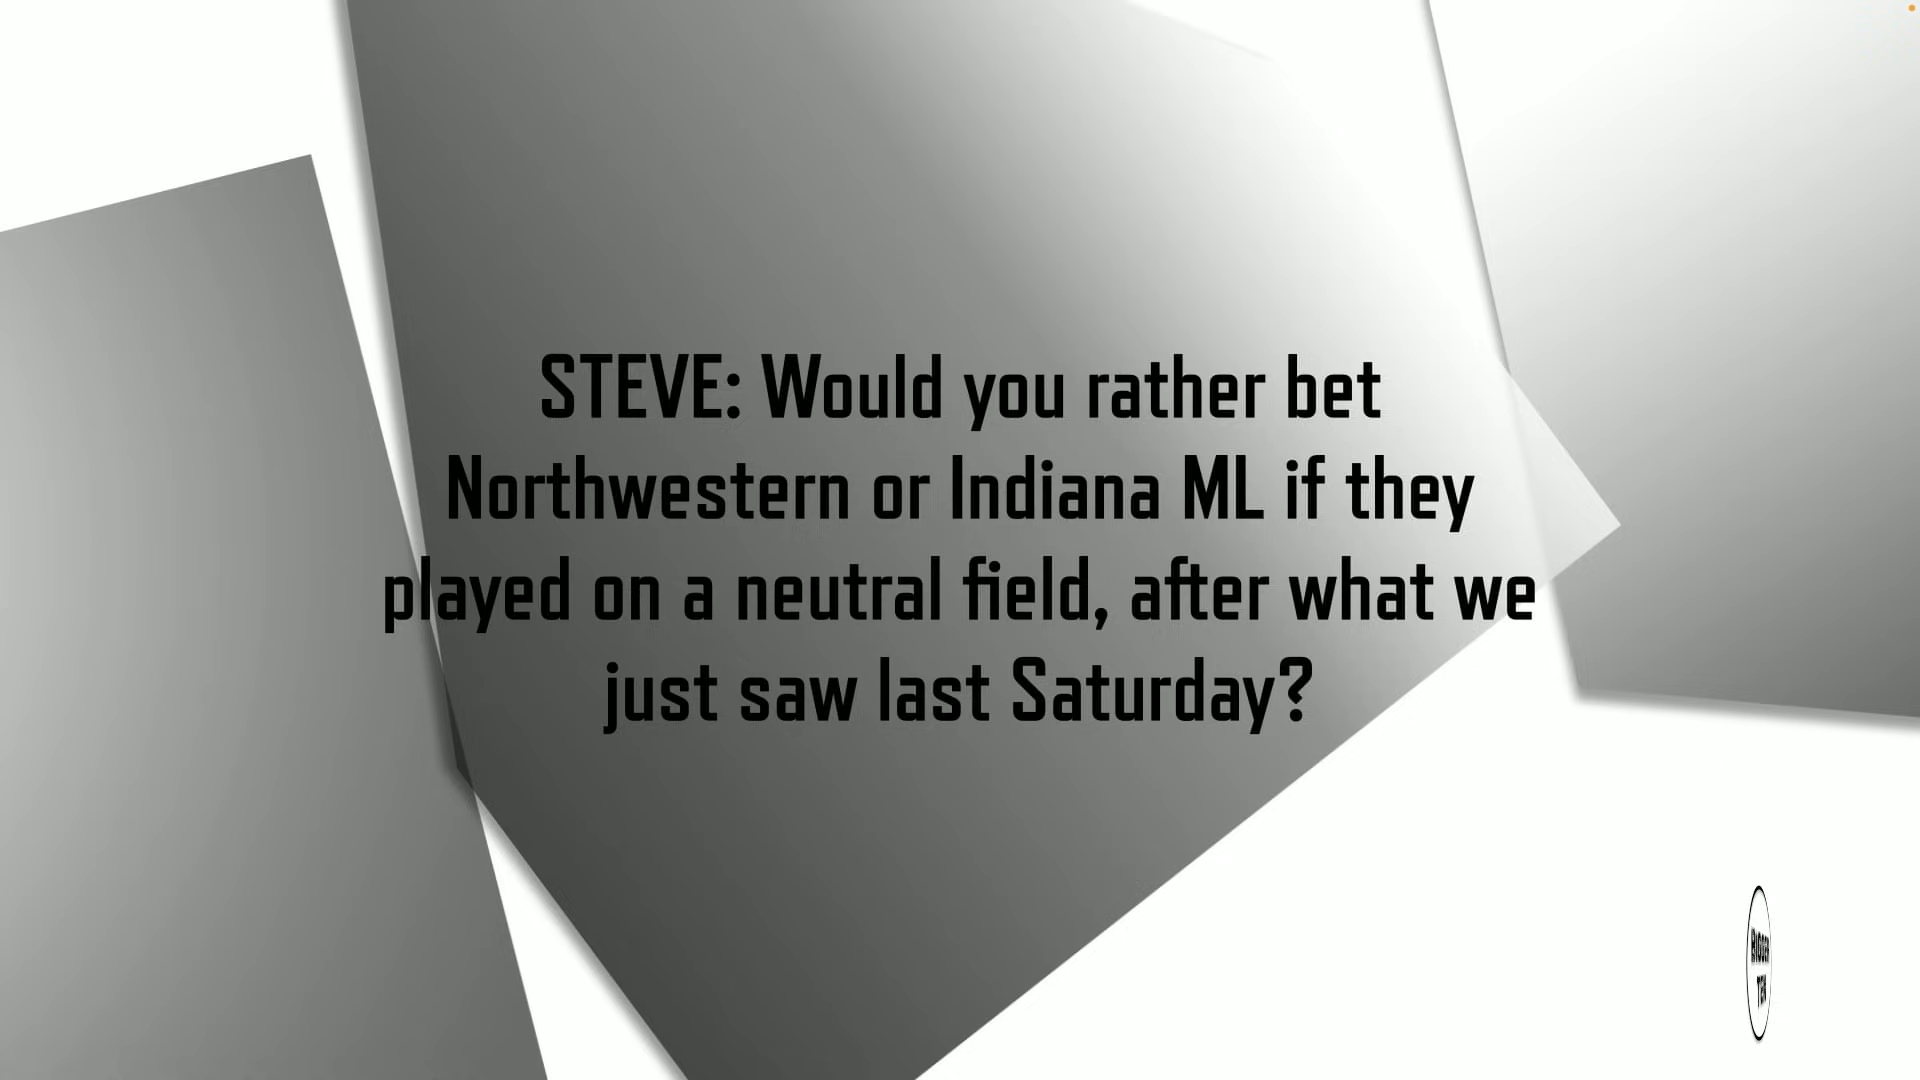 STEVE: Would you rather bet
Northwestern or Indiana ML if they
played on a neutral field, after what we
just saw last Saturday?
TEN